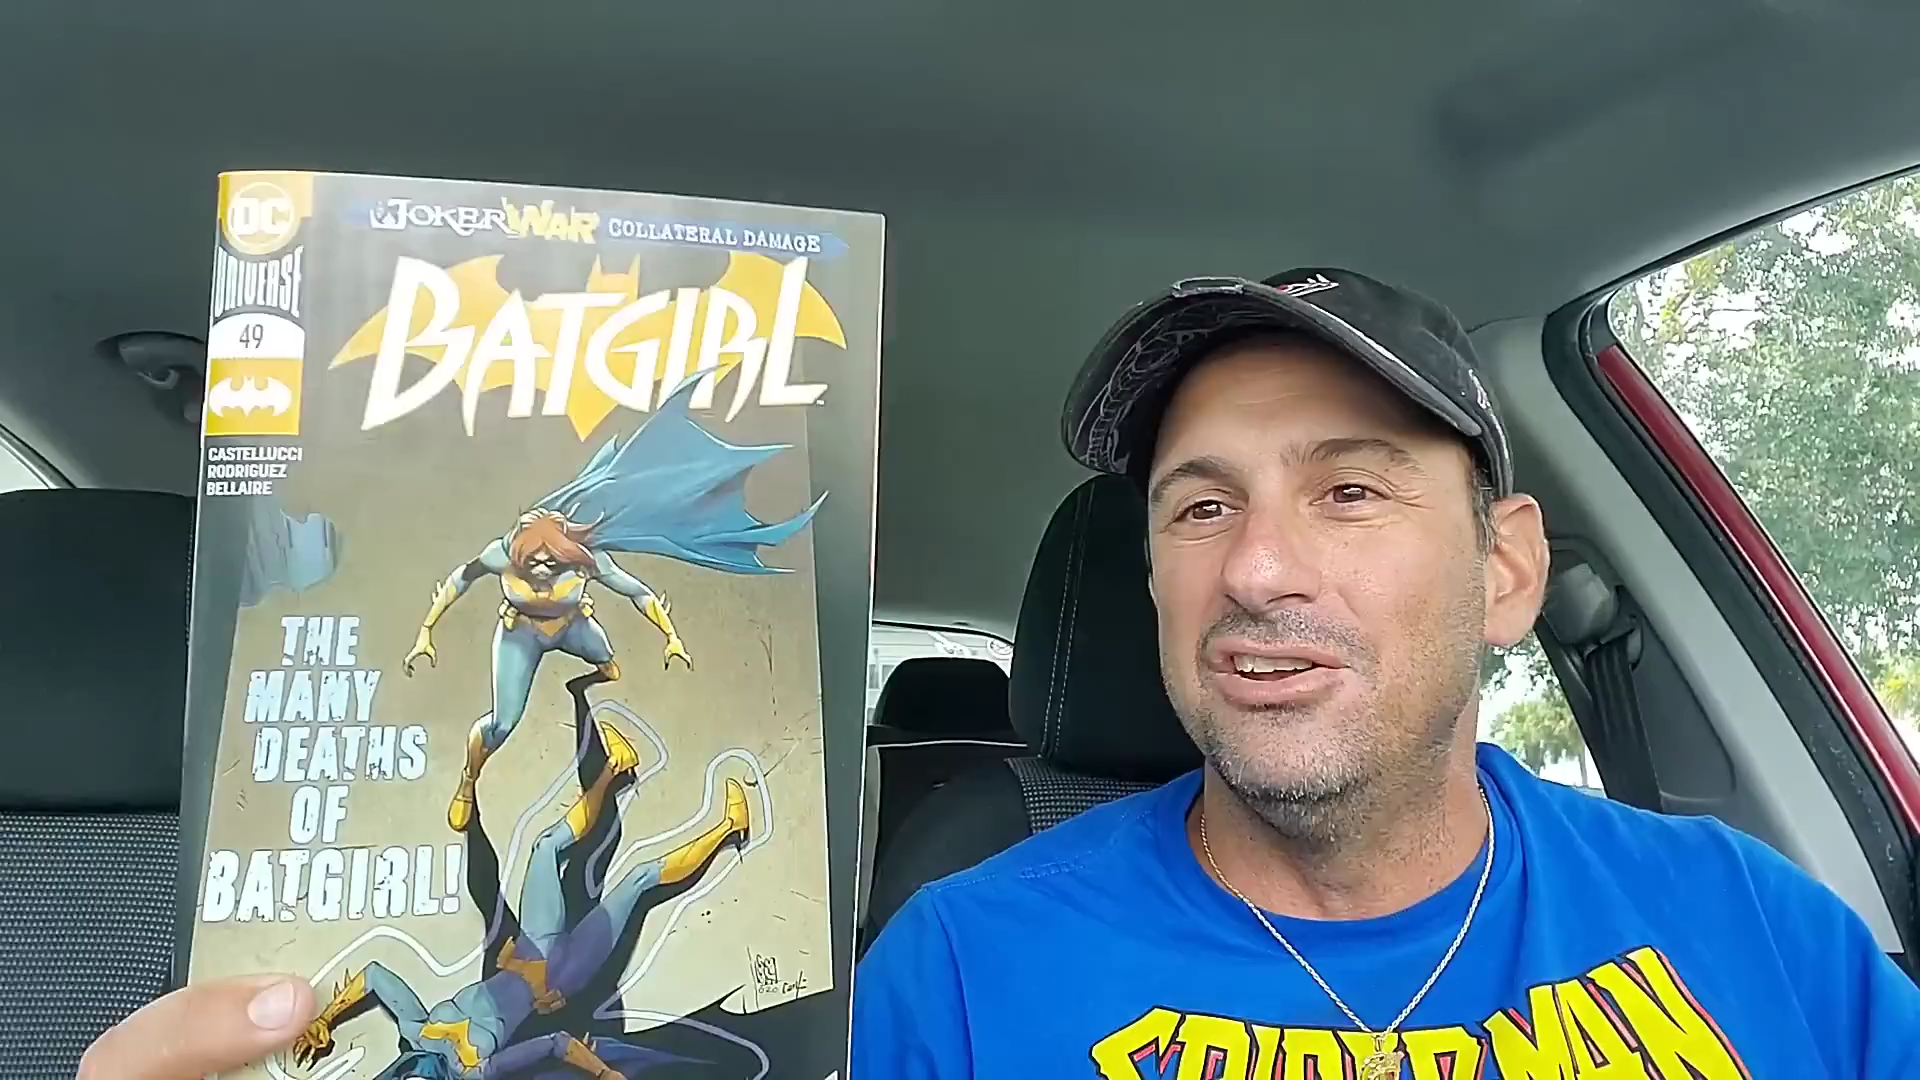 DC
UNIVERSE
49
CASTELLUCCI
RODRIGUEZ
BELLAIRE
JOKER WAR COLLATERAL DAMAGE
BATGIRL
THE
MANY
DEATHS
OF
BATGIRL!
SPIDER-MAN